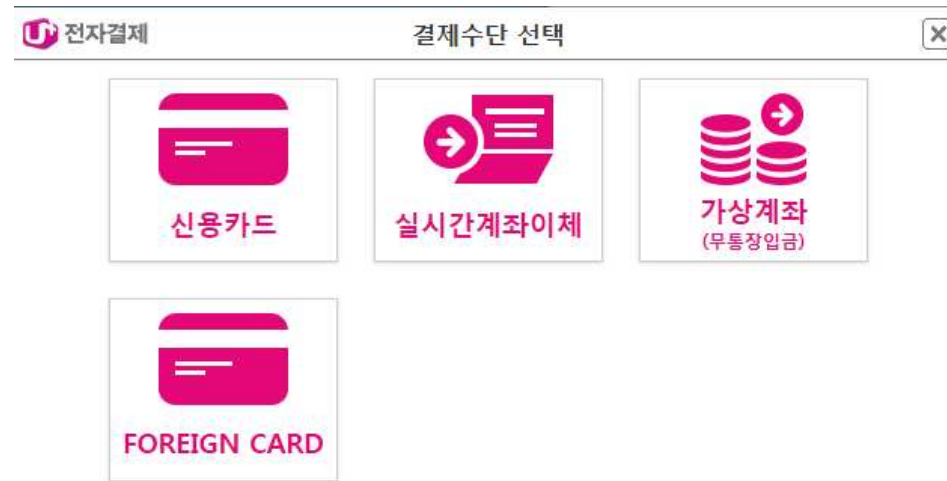 U+ 전자결제
결제수단 선택
신용카드
실시간계좌이체
가상계좌
(무통장입금)
FOREIGN CARD